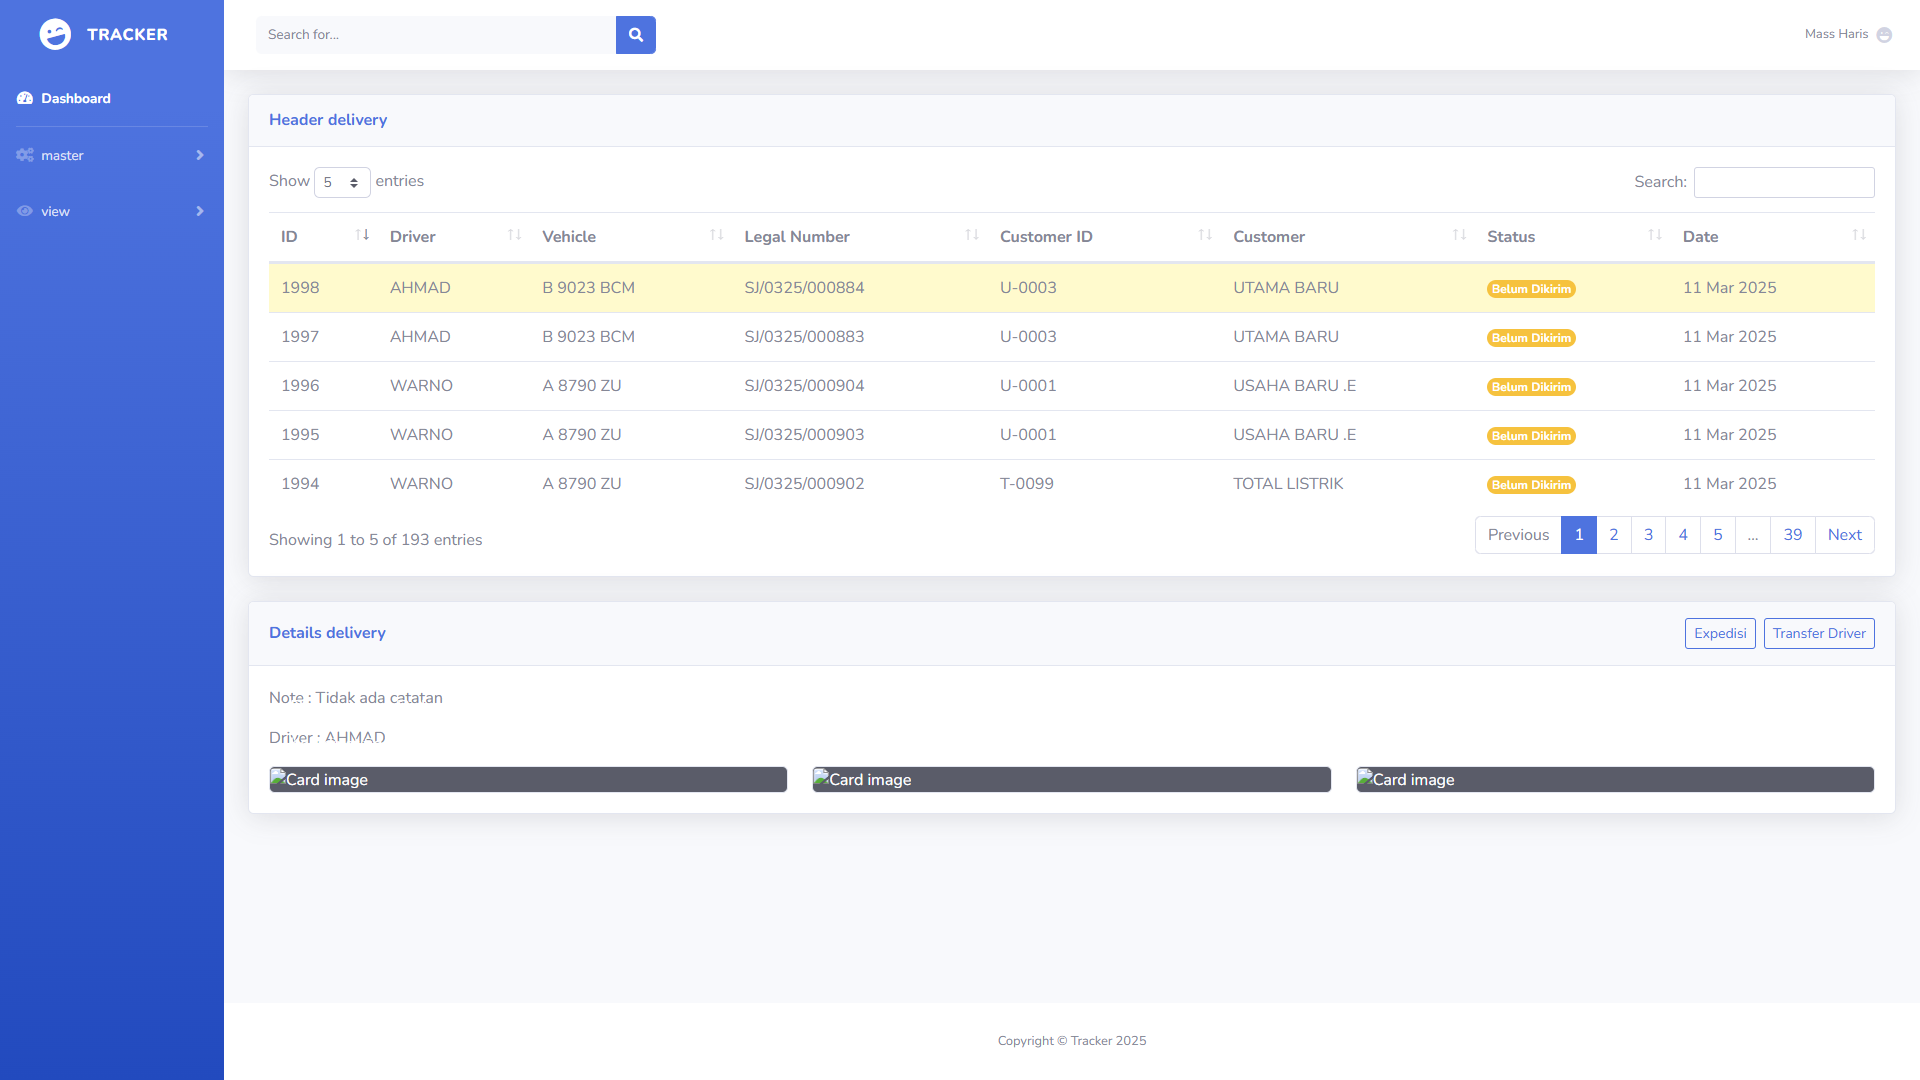 TRACKER
Search for...
Mass Haris
Dashboard
master
view
Header delivery
Show 5 entries
Search:
ID Driver Vehicle Legal Number Customer ID Customer Status Date
1998 AHMAD B 9023 BCM SJ/0325/000884 U-0003 UTAMA BARU Belum Dikirim 11 Mar 2025
1997 AHMAD B 9023 BCM SJ/0325/000883 U-0003 UTAMA BARU Belum Dikirim 11 Mar 2025
1996 WARNO A 8790 ZU SJ/0325/000904 U-0001 USAHA BARU .E Belum Dikirim 11 Mar 2025
1995 WARNO A 8790 ZU SJ/0325/000903 U-0001 USAHA BARU .E Belum Dikirim 11 Mar 2025
1994 WARNO A 8790 ZU SJ/0325/000902 T-0099 TOTAL LISTRIK Belum Dikirim 11 Mar 2025
Showing 1 to 5 of 193 entries
Previous 1 2 3 4 5 ... 39 Next
Details delivery
Expedisi Transfer Driver
Note : Tidak ada catatan
Driver : AHMAD
Card image Card image Card image
Copyright © Tracker 2025